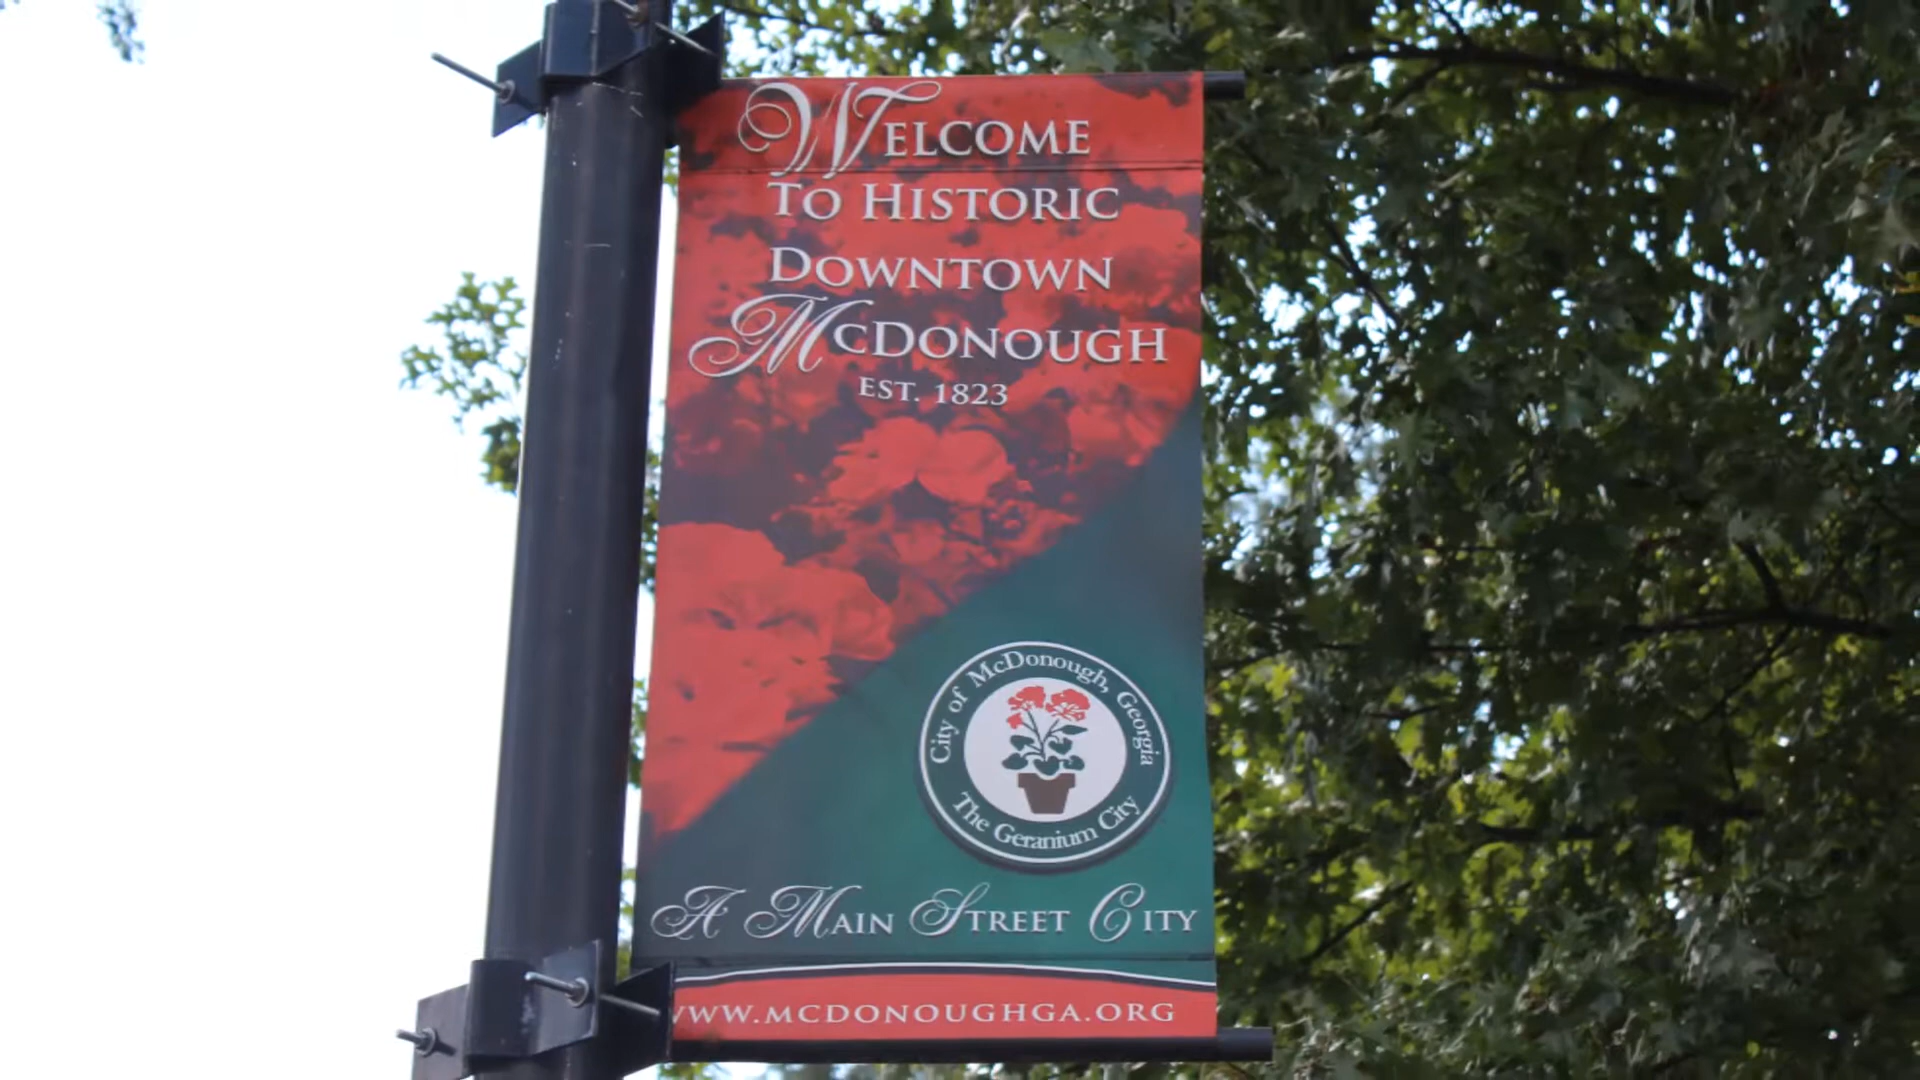 WELCOME
TO HISTORIC
DOWNTOWN
MCDONOUGH
EST. 1823
City of McDonough, Georgia
The Geranium City
A MAIN STREET CITY
WWW.MCDONOUGHGA.ORG